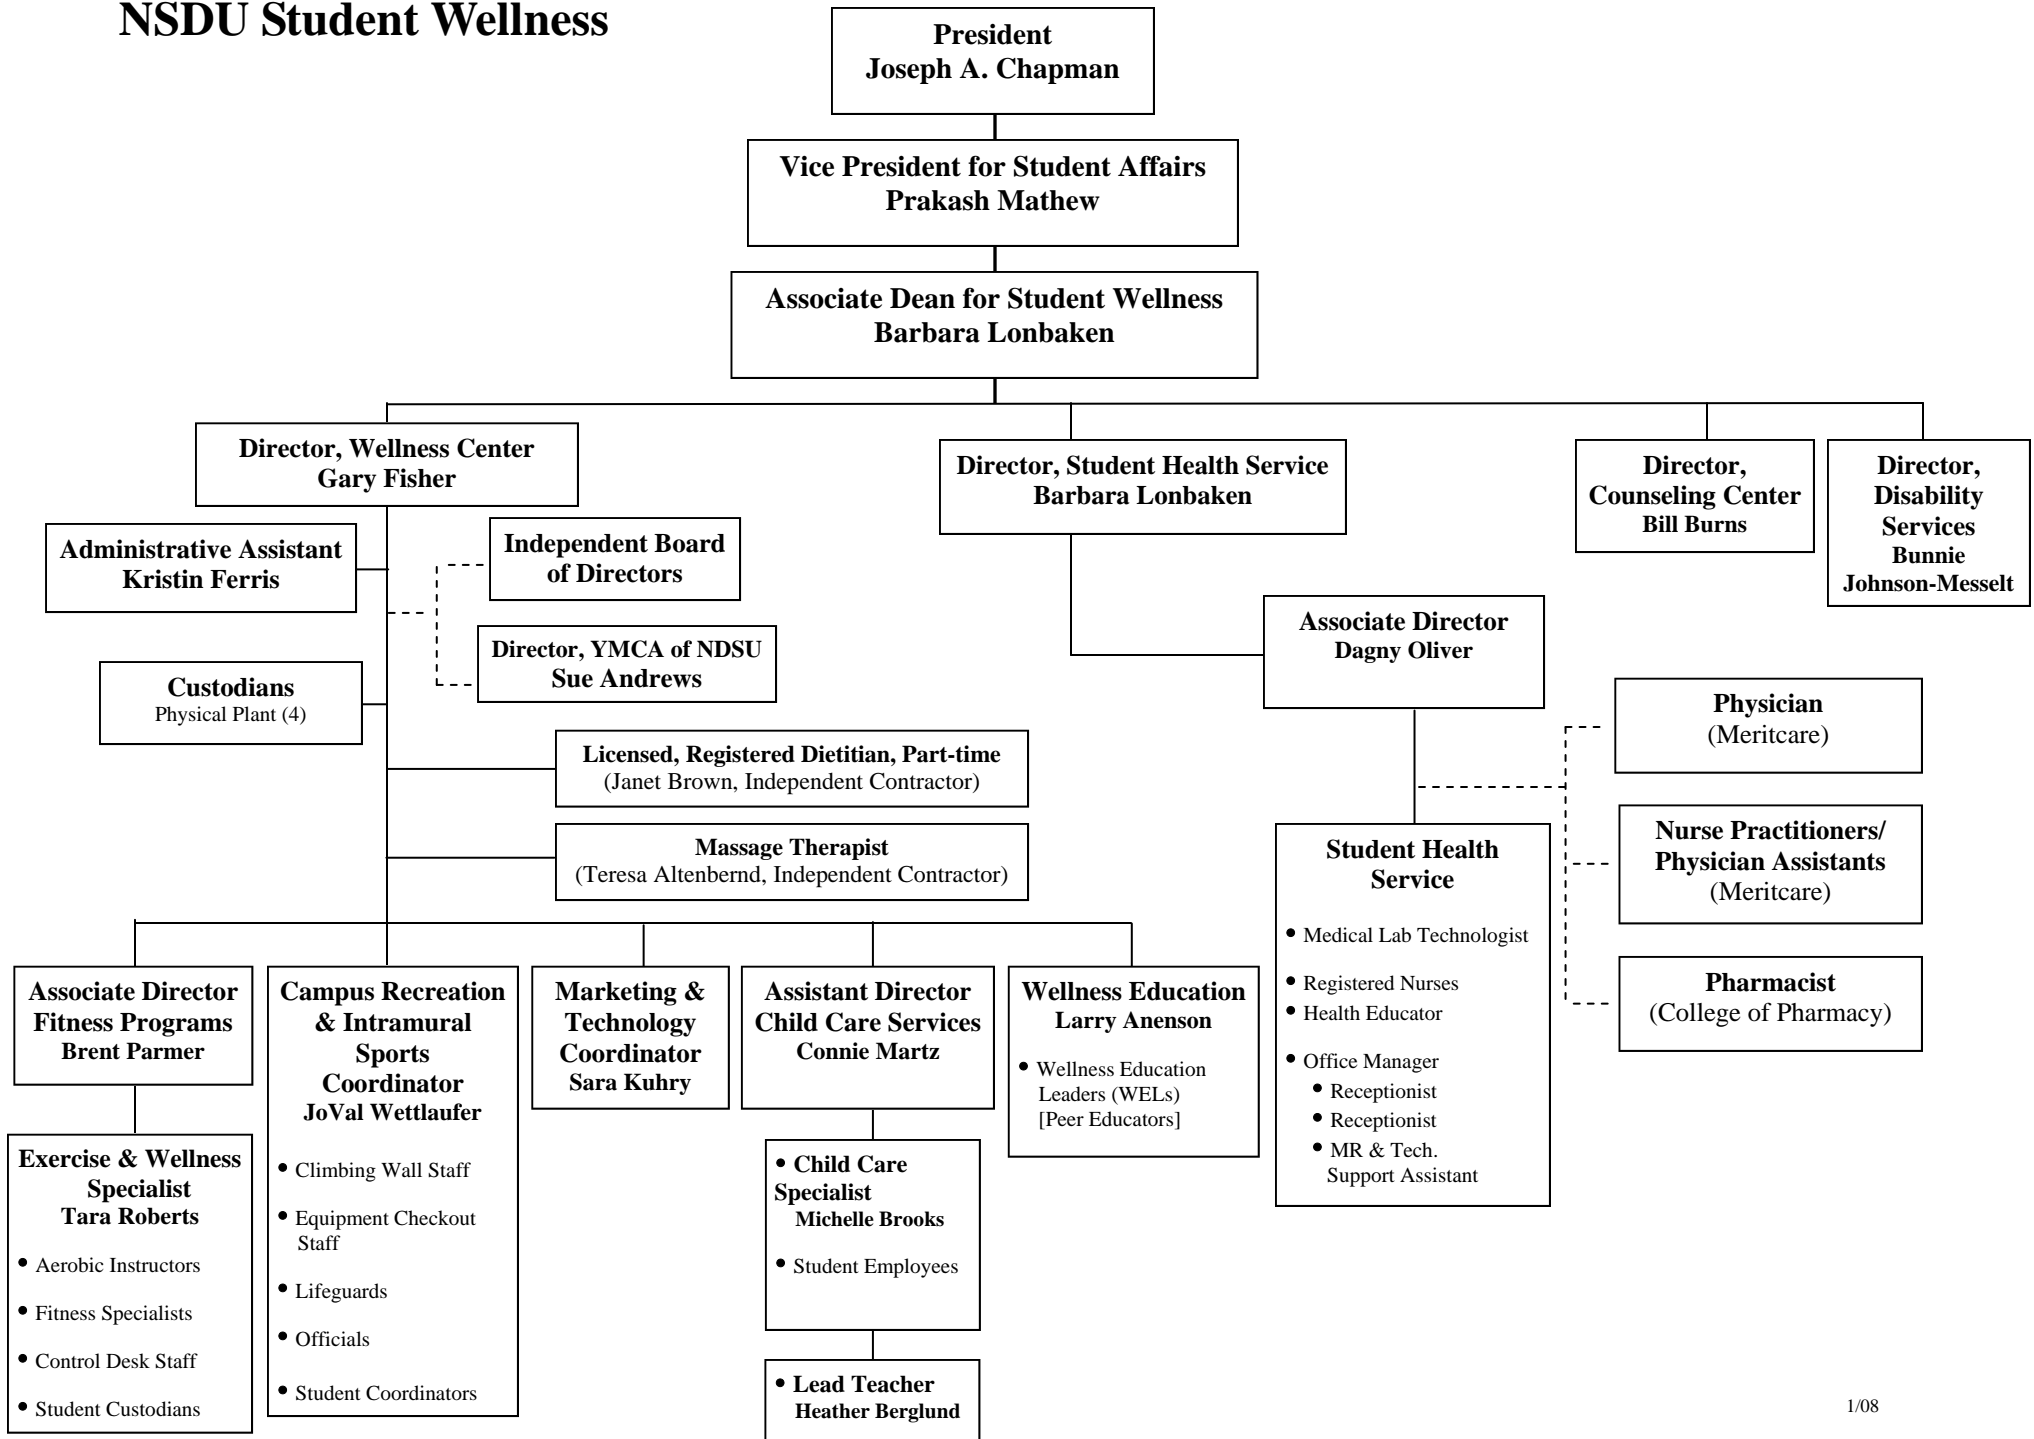 NSDU Student Wellness
President
Joseph A. Chapman
Vice President for Student Affairs
Prakash Mathew
Associate Dean for Student Wellness
Barbara Lonbaken
Director, Wellness Center
Gary Fisher
Director, Student Health Service
Barbara Lonbaken
Director,
Counseling Center
Bill Burns
Director,
Disability
Services
Bunnie
Johnson-Messelt
Administrative Assistant
Kristin Ferris
Independent Board
of Directors
Director, YMCA of NDSU
Sue Andrews
Custodians
Physical Plant (4)
Associate Director
Dagny Oliver
Licensed, Registered Dietitian, Part-time
(Janet Brown, Independent Contractor)
Massage Therapist
(Teresa Altenbernd, Independent Contractor)
Physician
(Meritcare)
Nurse Practitioners/
Physician Assistants
(Meritcare)
Pharmacist
(College of Pharmacy)
Student Health
Service
• Medical Lab Technologist
• Registered Nurses
• Health Educator
• Office Manager
• Receptionist
• Receptionist
• MR & Tech.
Support Assistant
Associate Director
Fitness Programs
Brent Parmer
Exercise & Wellness
Specialist
Tara Roberts
• Aerobic Instructors
• Fitness Specialists
• Control Desk Staff
• Student Custodians
Campus Recreation
& Intramural
Sports
Coordinator
JoVal Wettlaufer
• Climbing Wall Staff
• Equipment Checkout
Staff
• Lifeguards
• Officials
• Student Coordinators
Marketing &
Technology
Coordinator
Sara Kuhry
Assistant Director
Child Care Services
Connie Martz
• Child Care
Specialist
Michelle Brooks
• Student Employees
• Lead Teacher
Heather Berglund
Wellness Education
Larry Anenson
• Wellness Education
Leaders (WELs)
[Peer Educators]
1/08